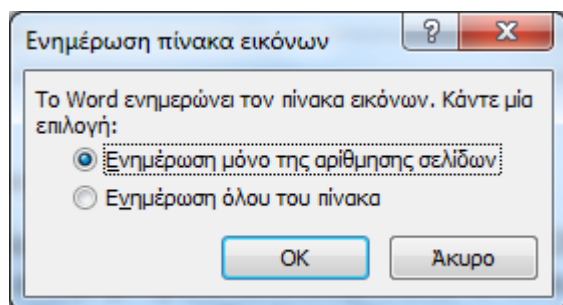 Ενημέρωση πίνακα εικόνων
Το Word ενημερώνει τον πίνακα εικόνων. Κάντε μία
επιλογή:
Ενημέρωση μόνο της αρίθμησης σελίδων
Ενημέρωση όλου του πίνακα
OK
Άκυρο